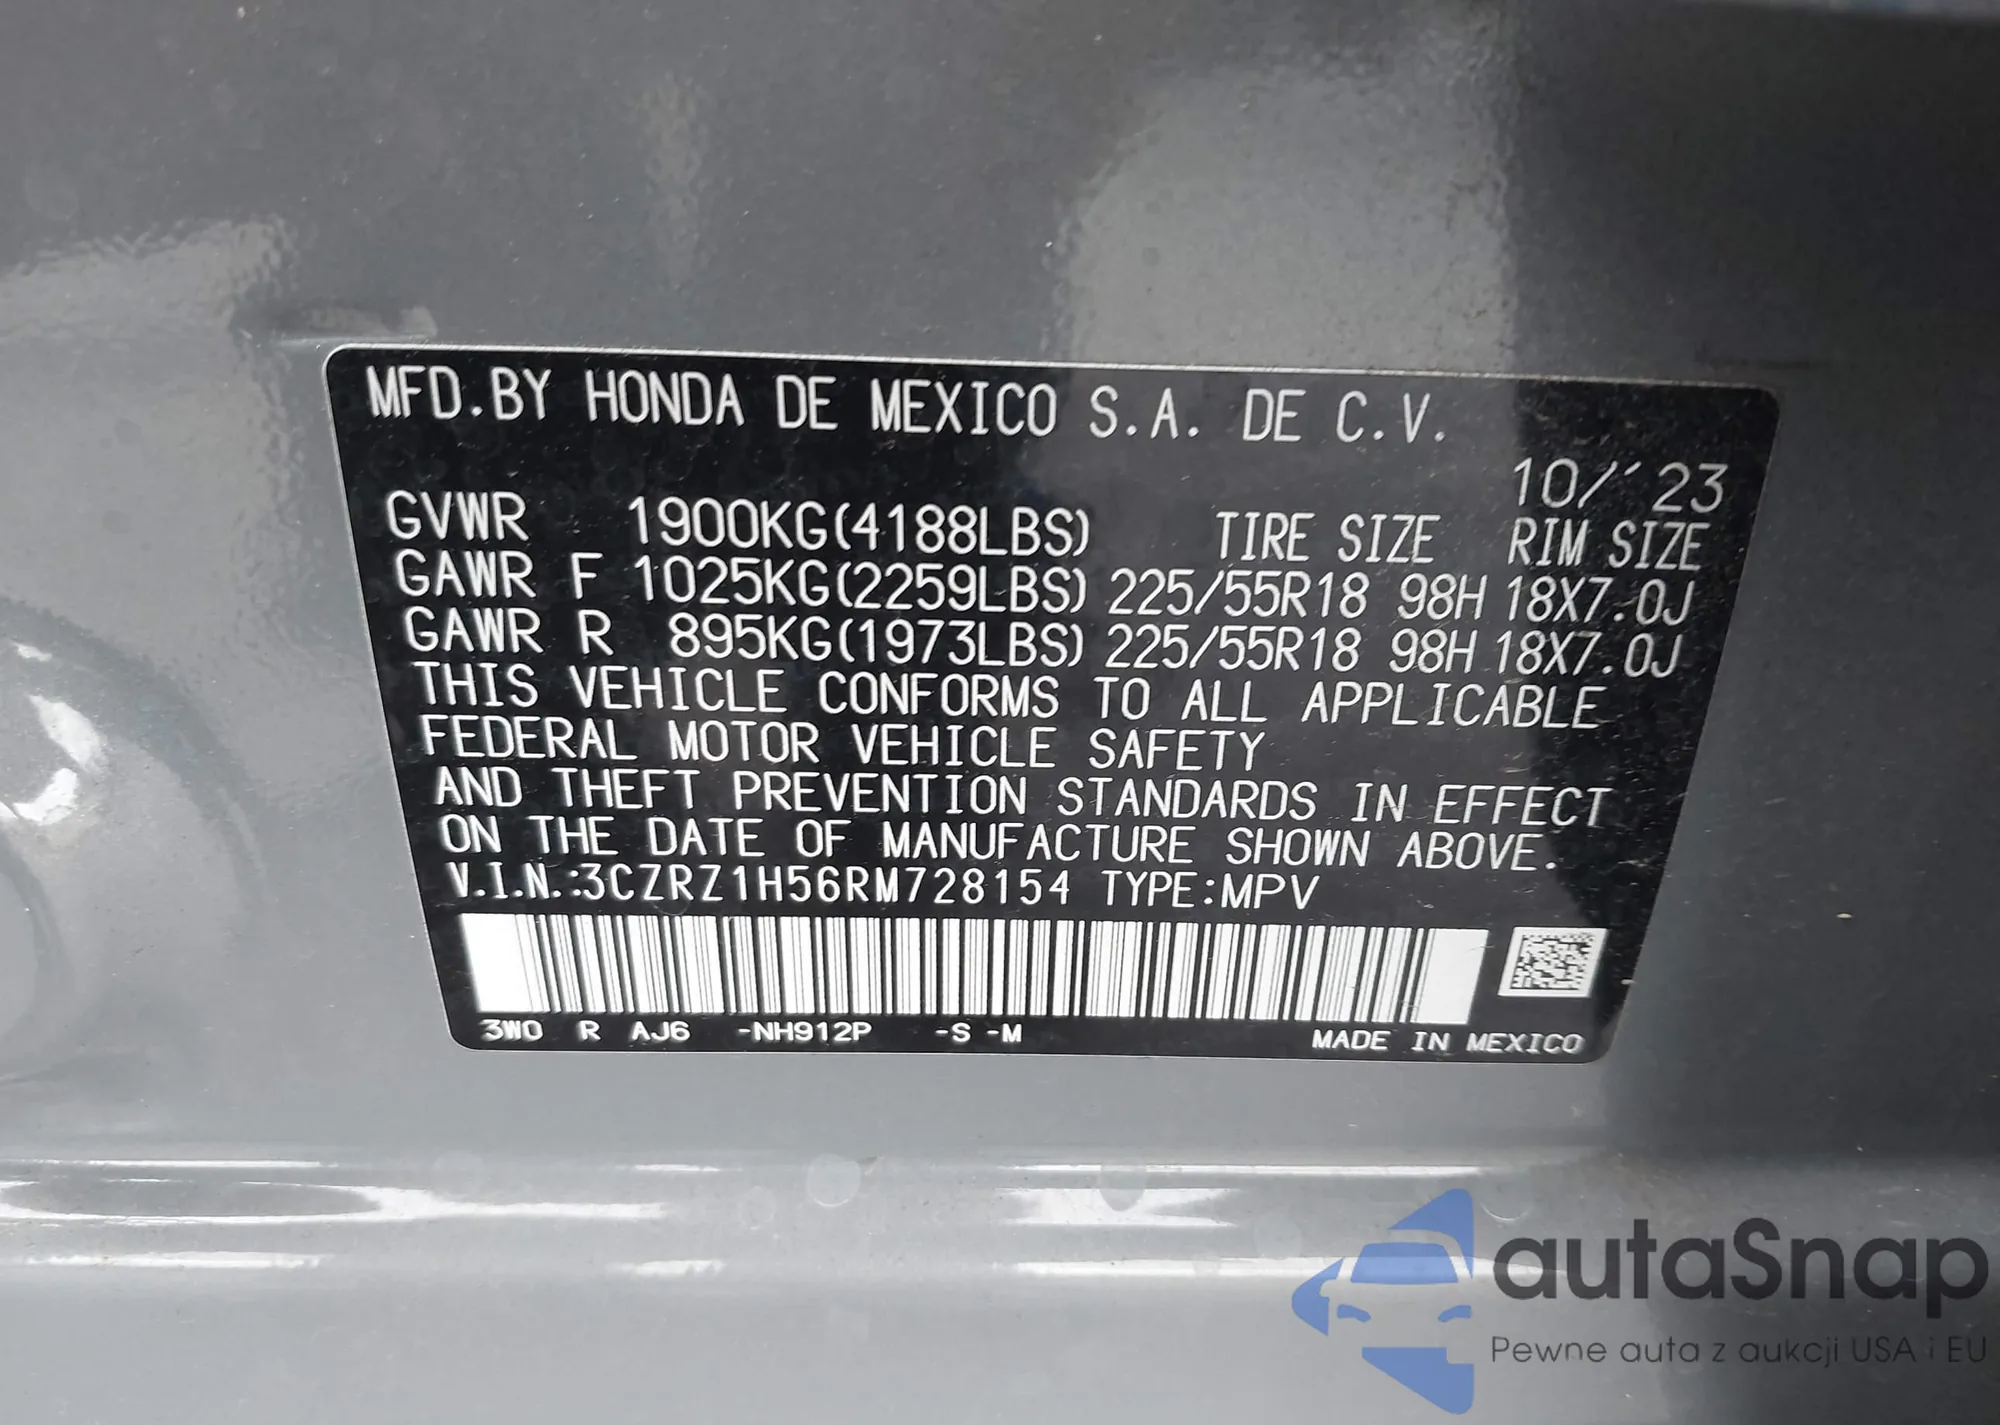 MFD.BY HONDA DE MEXICO S.A. DE C.V.
10/'23
GVWR 1900KG(4188LBS) TIRE SIZE RIM SIZE
GAWR F 1025KG(2259LBS) 225/55R18 98H 18X7.0J
GAWR R 895KG(1973LBS) 225/55R18 98H 18X7.0J
THIS VEHICLE CONFORMS TO ALL APPLICABLE
FEDERAL MOTOR VEHICLE SAFETY
AND THEFT PREVENTION STANDARDS IN EFFECT
ON THE DATE OF MANUFACTURE SHOWN ABOVE.
V.I.N.:3CZRZ1H56RM728154 TYPE:MPV
3W0 R AJ6 -NH912P -S -M MADE IN MEXICO
autaSnap
Pewne auta z aukcji USA i EU